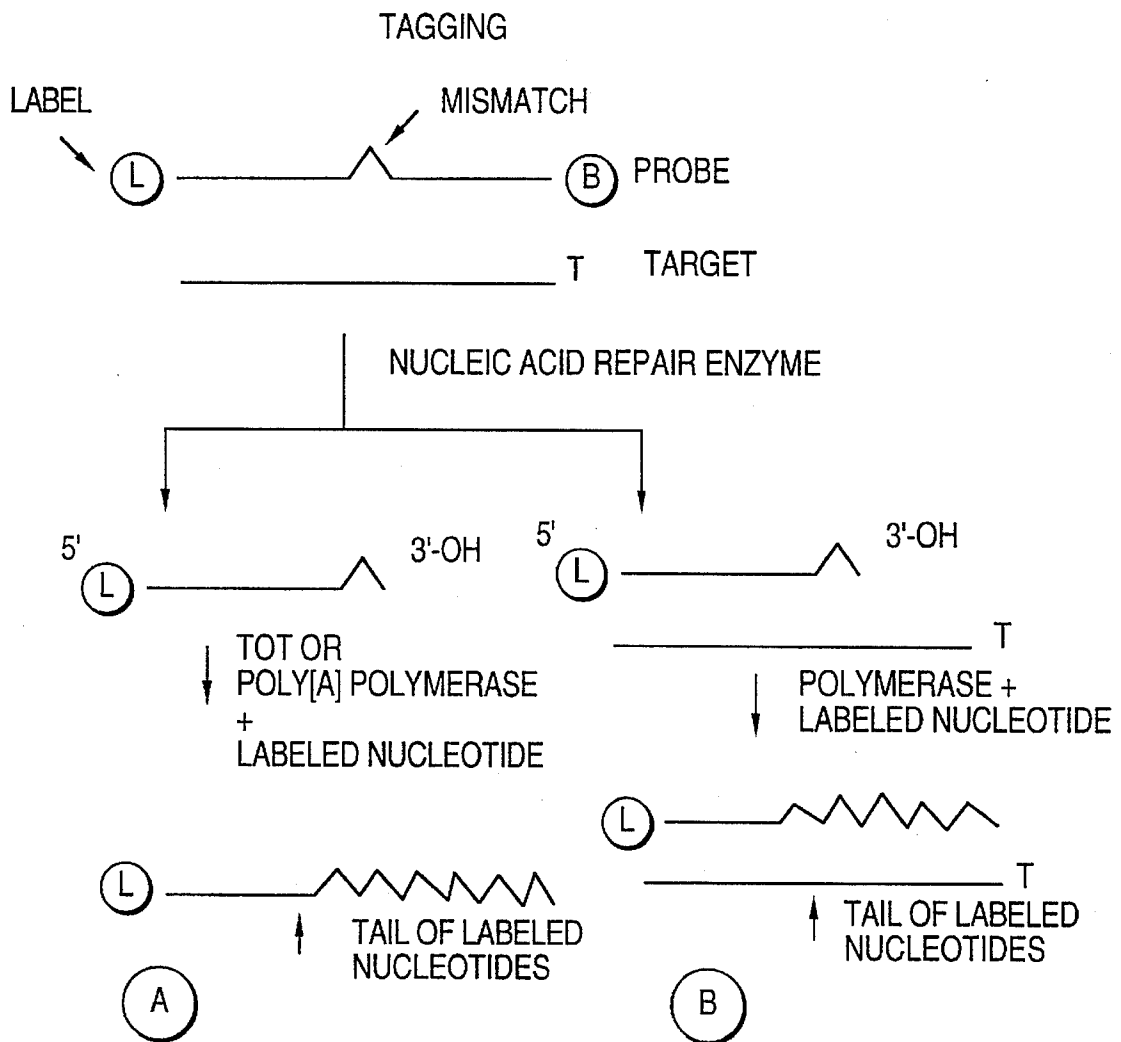 TAGGING
LABEL
MISMATCH
L
B
PROBE
T
TARGET
NUCLEIC ACID REPAIR ENZYME
5'
L
3'-OH
5'
L
3'-OH
T
TOT OR
POLY[A] POLYMERASE
+
LABELED NUCLEOTIDE
POLYMERASE +
LABELED NUCLEOTIDE
L
T
L
TAIL OF LABELED
NUCLEOTIDES
TAIL OF LABELED
NUCLEOTIDES
A
B